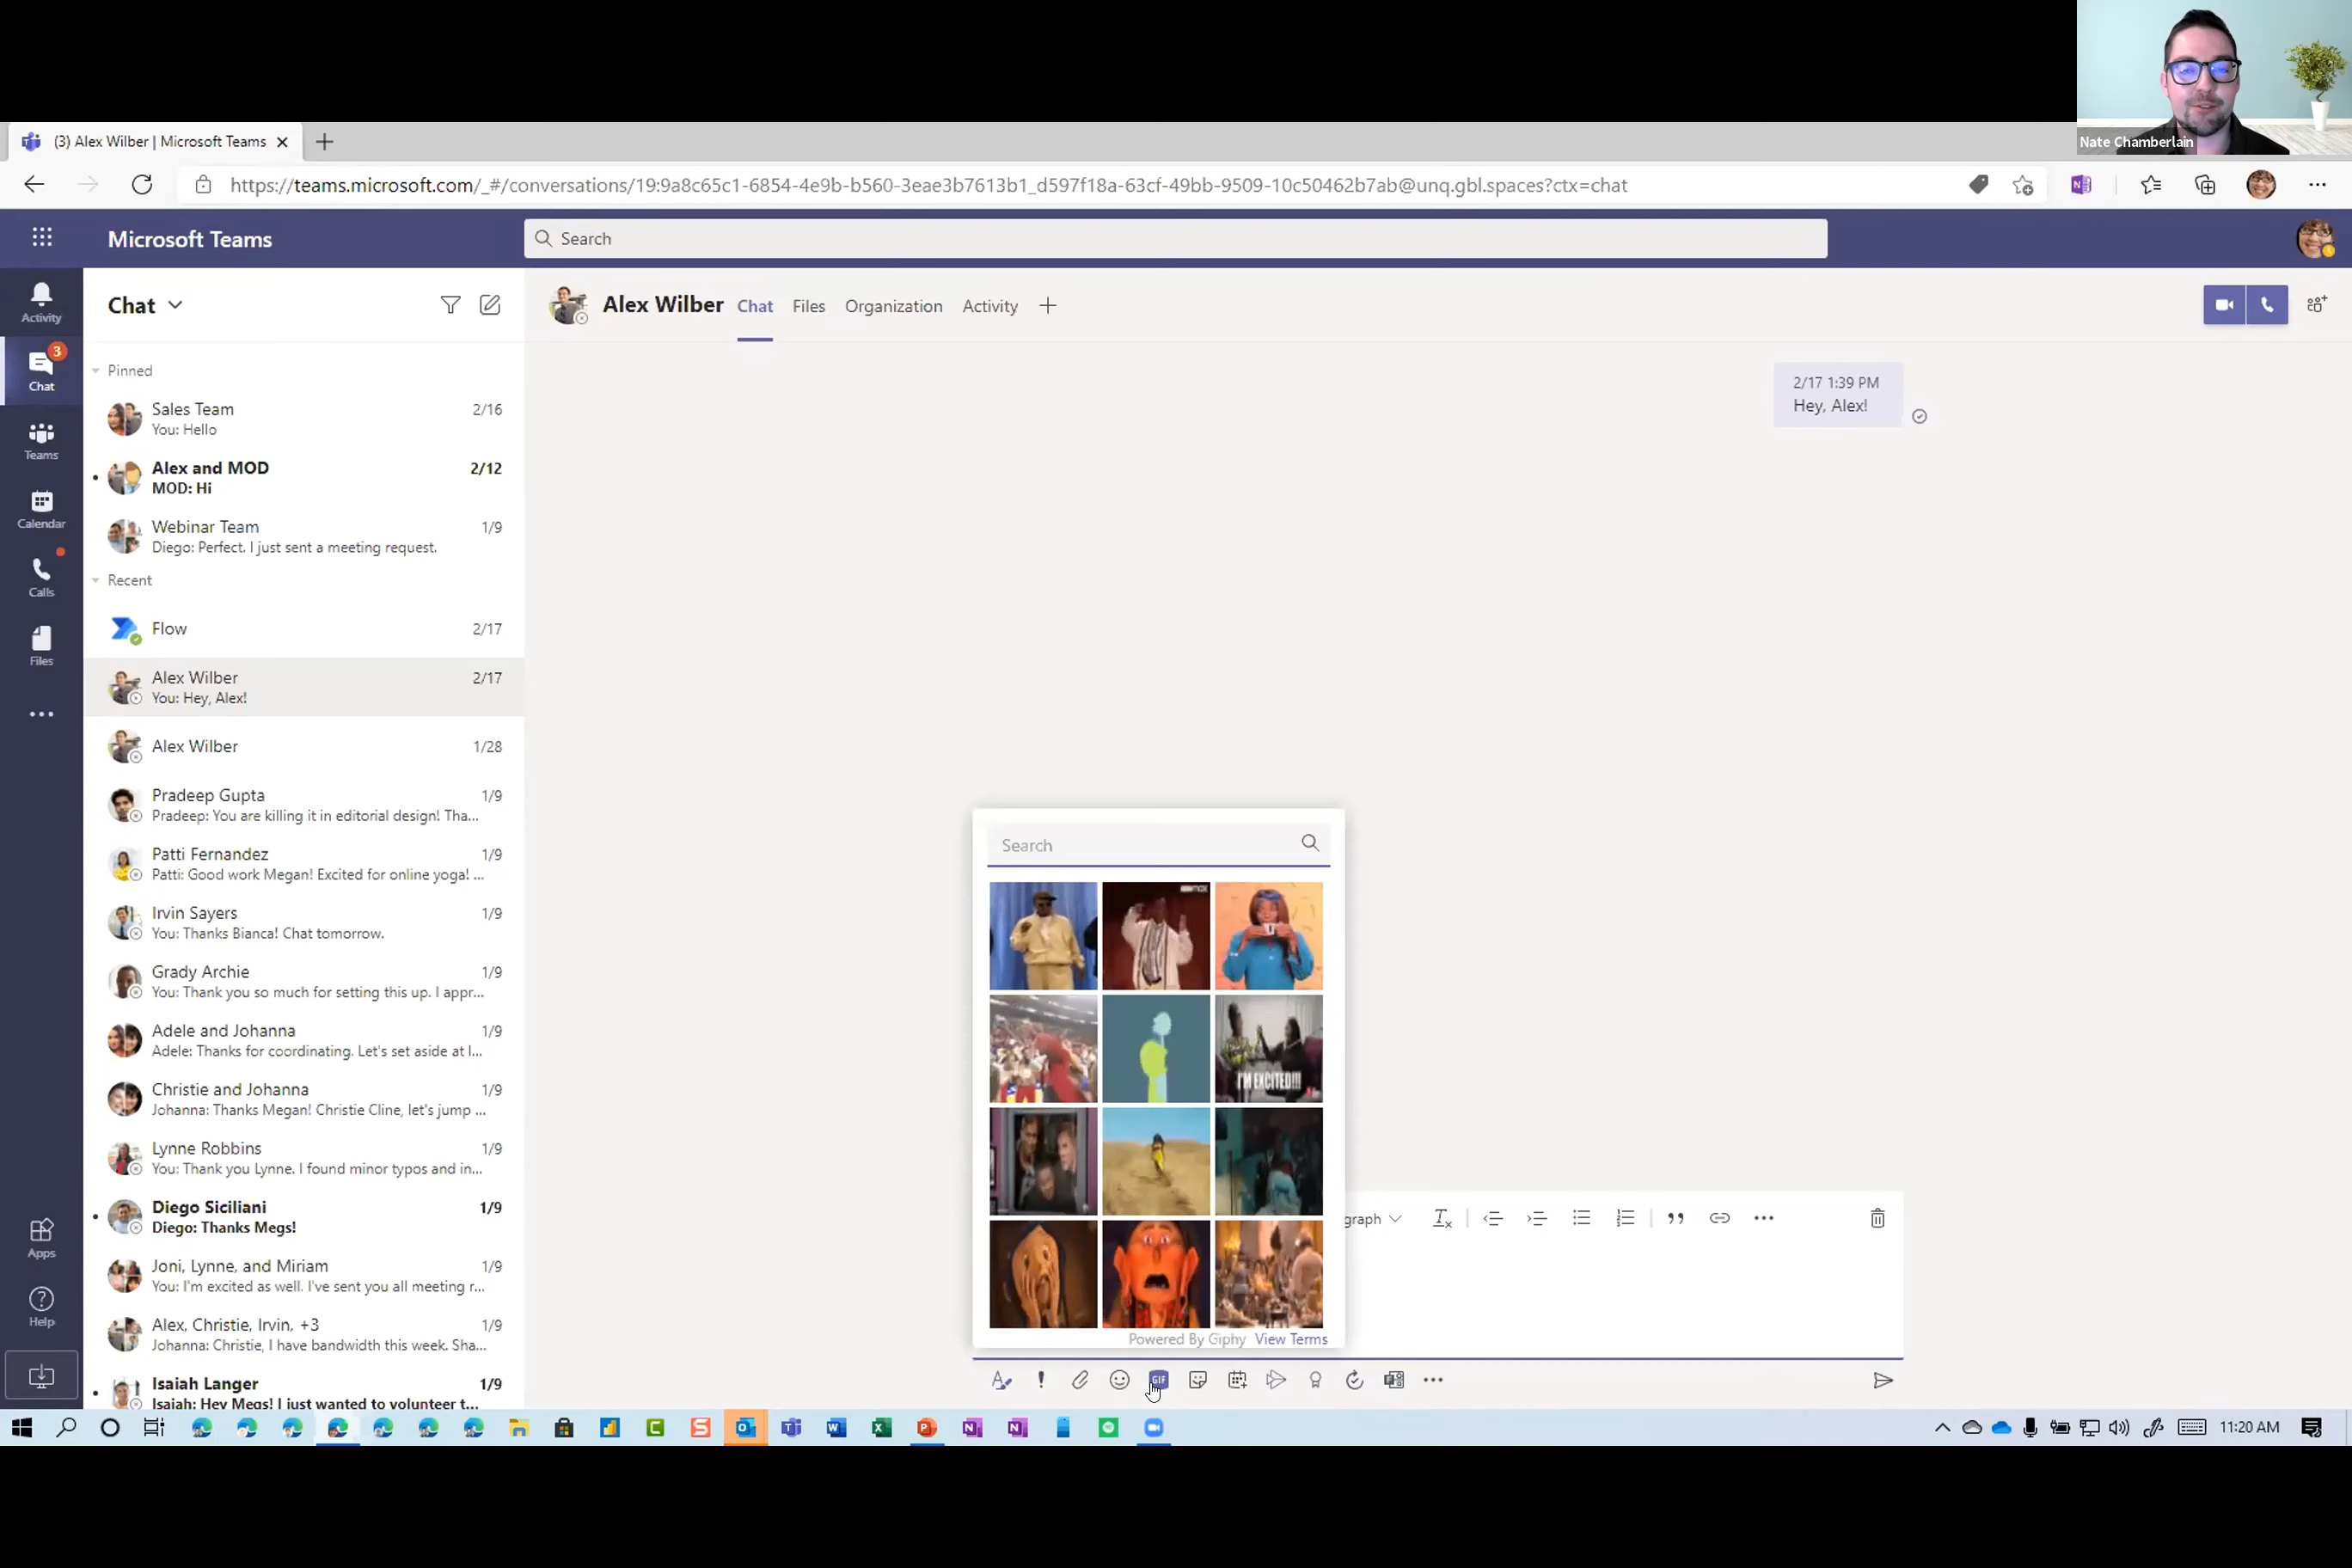 Nate Chamberlain
(3) Alex Wilber | Microsoft Teams
https://teams.microsoft.com/_#/conversations/19:9a8c65c1-6854-4e9b-b560-3eae3b7613b1_d597f18a-63cf-49bb-9509-10c50462b7ab@unq.gbl.spaces?ctx=chat
Microsoft Teams
Search
Activity
3
Chat
Teams
Calendar
Calls
Files
Apps
Help
Chat
Pinned
Sales Team 2/16
You: Hello
Alex and MOD 2/12
MOD: Hi
Webinar Team 1/9
Diego: Perfect. I just sent a meeting request.
Recent
Flow 2/17
Alex Wilber 2/17
You: Hey, Alex!
Alex Wilber 1/28
Pradeep Gupta 1/9
Pradeep: You are killing it in editorial design! Tha...
Patti Fernandez 1/9
Patti: Good work Megan! Excited for online yoga! ...
Irvin Sayers 1/9
You: Thanks Bianca! Chat tomorrow.
Grady Archie 1/9
You: Thank you so much for setting this up. I appr...
Adele and Johanna 1/9
Adele: Thanks for coordinating. Let's set aside at l...
Christie and Johanna 1/9
Johanna: Thanks Megan! Christie Cline, let's jump ...
Lynne Robbins 1/9
You: Thank you Lynne. I found minor typos and in...
Diego Siciliani 1/9
Diego: Thanks Megs!
Joni, Lynne, and Miriam 1/9
You: I'm excited as well. I've sent you all meeting r...
Alex, Christie, Irvin, +3 1/9
Johanna: Christie, I have bandwidth this week. Sha...
Isaiah Langer 1/9
Isaiah: Hey Megs! I just wanted to volunteer t...
Alex Wilber Chat Files Organization Activity
2/17 1:39 PM
Hey, Alex!
Search
I'M EXCITED!!!
Powered By Giphy View Terms
graph
GIF
11:20 AM